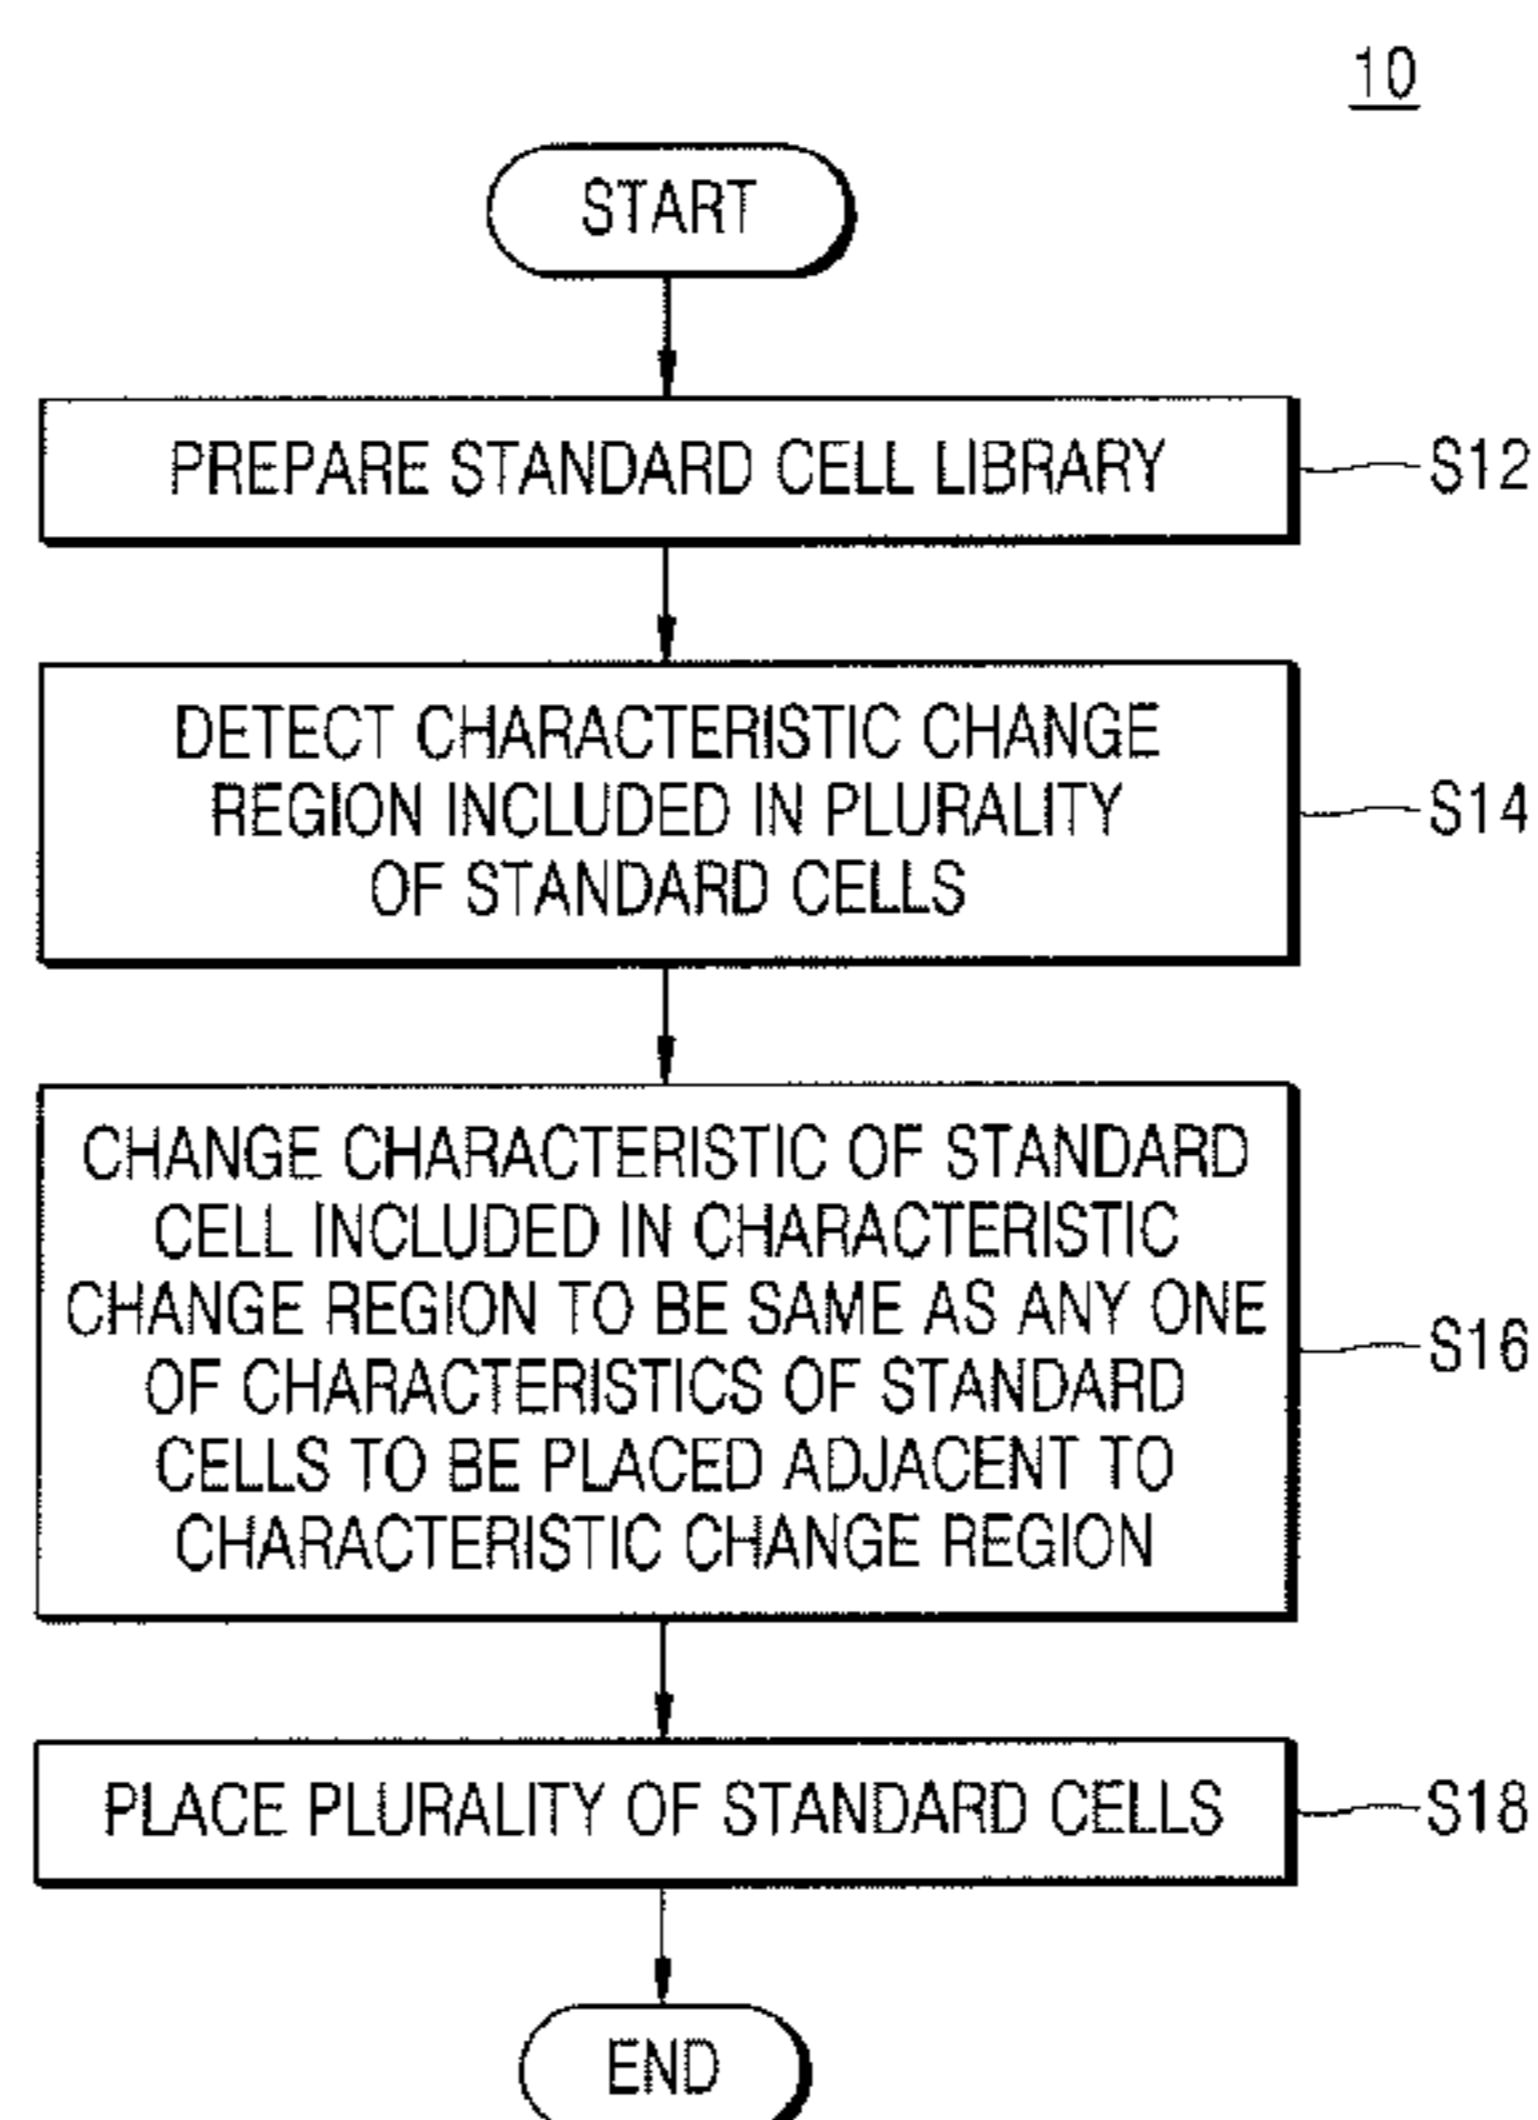 10
START
PREPARE STANDARD CELL LIBRARY
S12
DETECT CHARACTERISTIC CHANGE
REGION INCLUDED IN PLURALITY
OF STANDARD CELLS
S14
CHANGE CHARACTERISTIC OF STANDARD
CELL INCLUDED IN CHARACTERISTIC
CHANGE REGION TO BE SAME AS ANY ONE
OF CHARACTERISTICS OF STANDARD
CELLS TO BE PLACED ADJACENT TO
CHARACTERISTIC CHANGE REGION
S16
PLACE PLURALITY OF STANDARD CELLS
S18
END